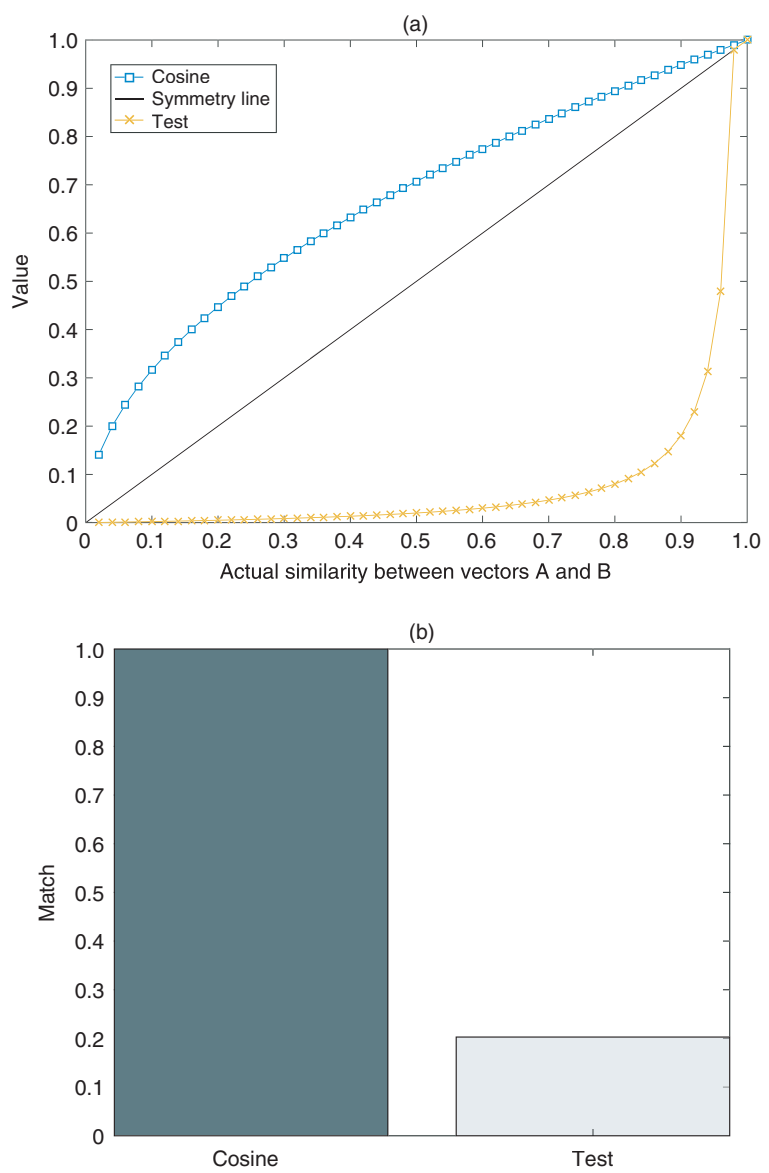 (a)
1.0
0.9
0.8
0.7
0.6
0.5
0.4
0.3
0.2
0.1
0
Value
Cosine
Symmetry line
Test
0 0.1 0.2 0.3 0.4 0.5 0.6 0.7 0.8 0.9 1.0
Actual similarity between vectors A and B
(b)
1.0
0.9
0.8
0.7
0.6
0.5
0.4
0.3
0.2
0.1
0
Match
Cosine Test